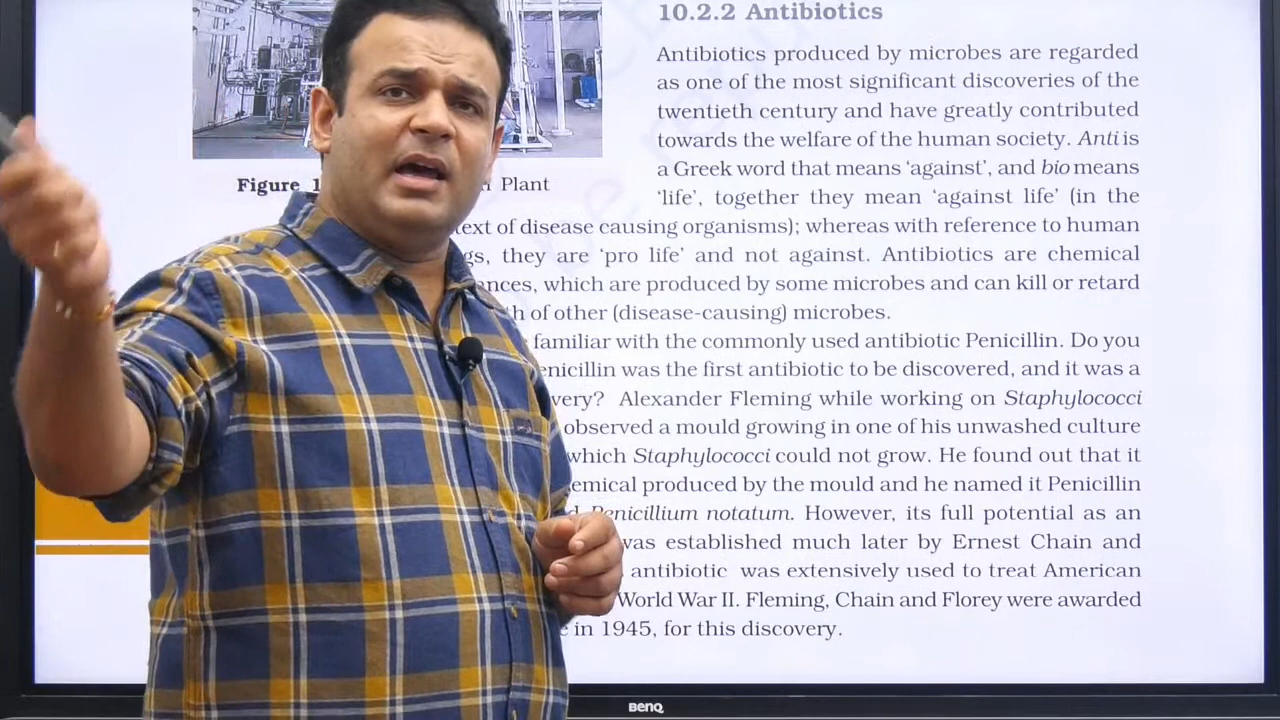 10.2.2 Antibiotics
Antibiotics produced by microbes are regarded
as one of the most significant discoveries of the
twentieth century and have greatly contributed
towards the welfare of the human society. Anti is
a Greek word that means ‘against’, and bio means
Figure Plant
‘life’, together they mean ‘against life’ (in the
of disease causing organisms); whereas with reference to human
they are ‘pro life’ and not against. Antibiotics are chemical
which are produced by some microbes and can kill or retard
of other (disease-causing) microbes.
familiar with the commonly used antibiotic Penicillin. Do you
was the first antibiotic to be discovered, and it was a
Alexander Fleming while working on Staphylococci
observed a mould growing in one of his unwashed culture
which Staphylococci could not grow. He found out that it
produced by the mould and he named it Penicillin
Penicillium notatum. However, its full potential as an
was established much later by Ernest Chain and
antibiotic was extensively used to treat American
World War II. Fleming, Chain and Florey were awarded
in 1945, for this discovery.
BenQ